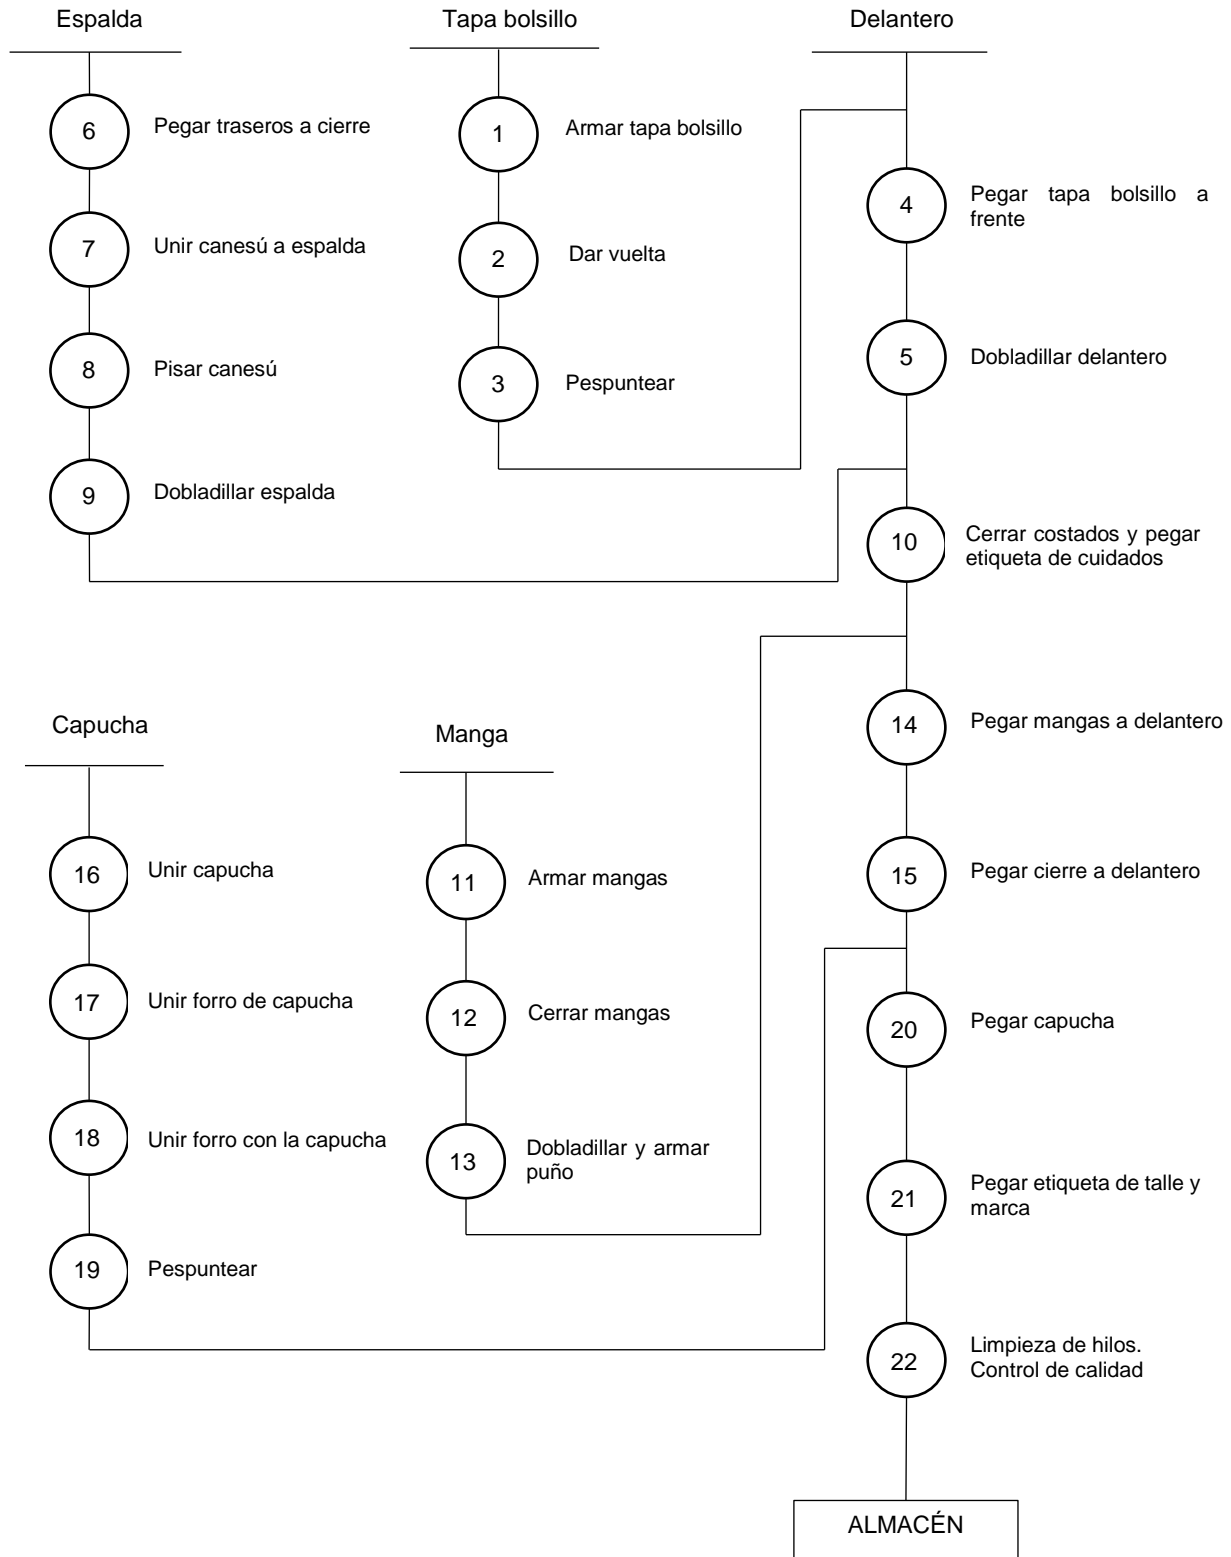 Espalda
Tapa bolsillo
Delantero
6
Pegar traseros a cierre
1
Armar tapa bolsillo
4
Pegar tapa bolsillo a
frente
7
Unir canesú a espalda
2
Dar vuelta
8
Pisar canesú
3
Pespuntear
5
Dobladillar delantero
9
Dobladillar espalda
10
Cerrar costados y pegar
etiqueta de cuidados
Capucha
Manga
14
Pegar mangas a delantero
16
Unir capucha
11
Armar mangas
15
Pegar cierre a delantero
17
Unir forro de capucha
12
Cerrar mangas
20
Pegar capucha
18
Unir forro con la capucha
13
Dobladillar y armar
puño
21
Pegar etiqueta de talle y
marca
19
Pespuntear
22
Limpieza de hilos.
Control de calidad
ALMACÉN